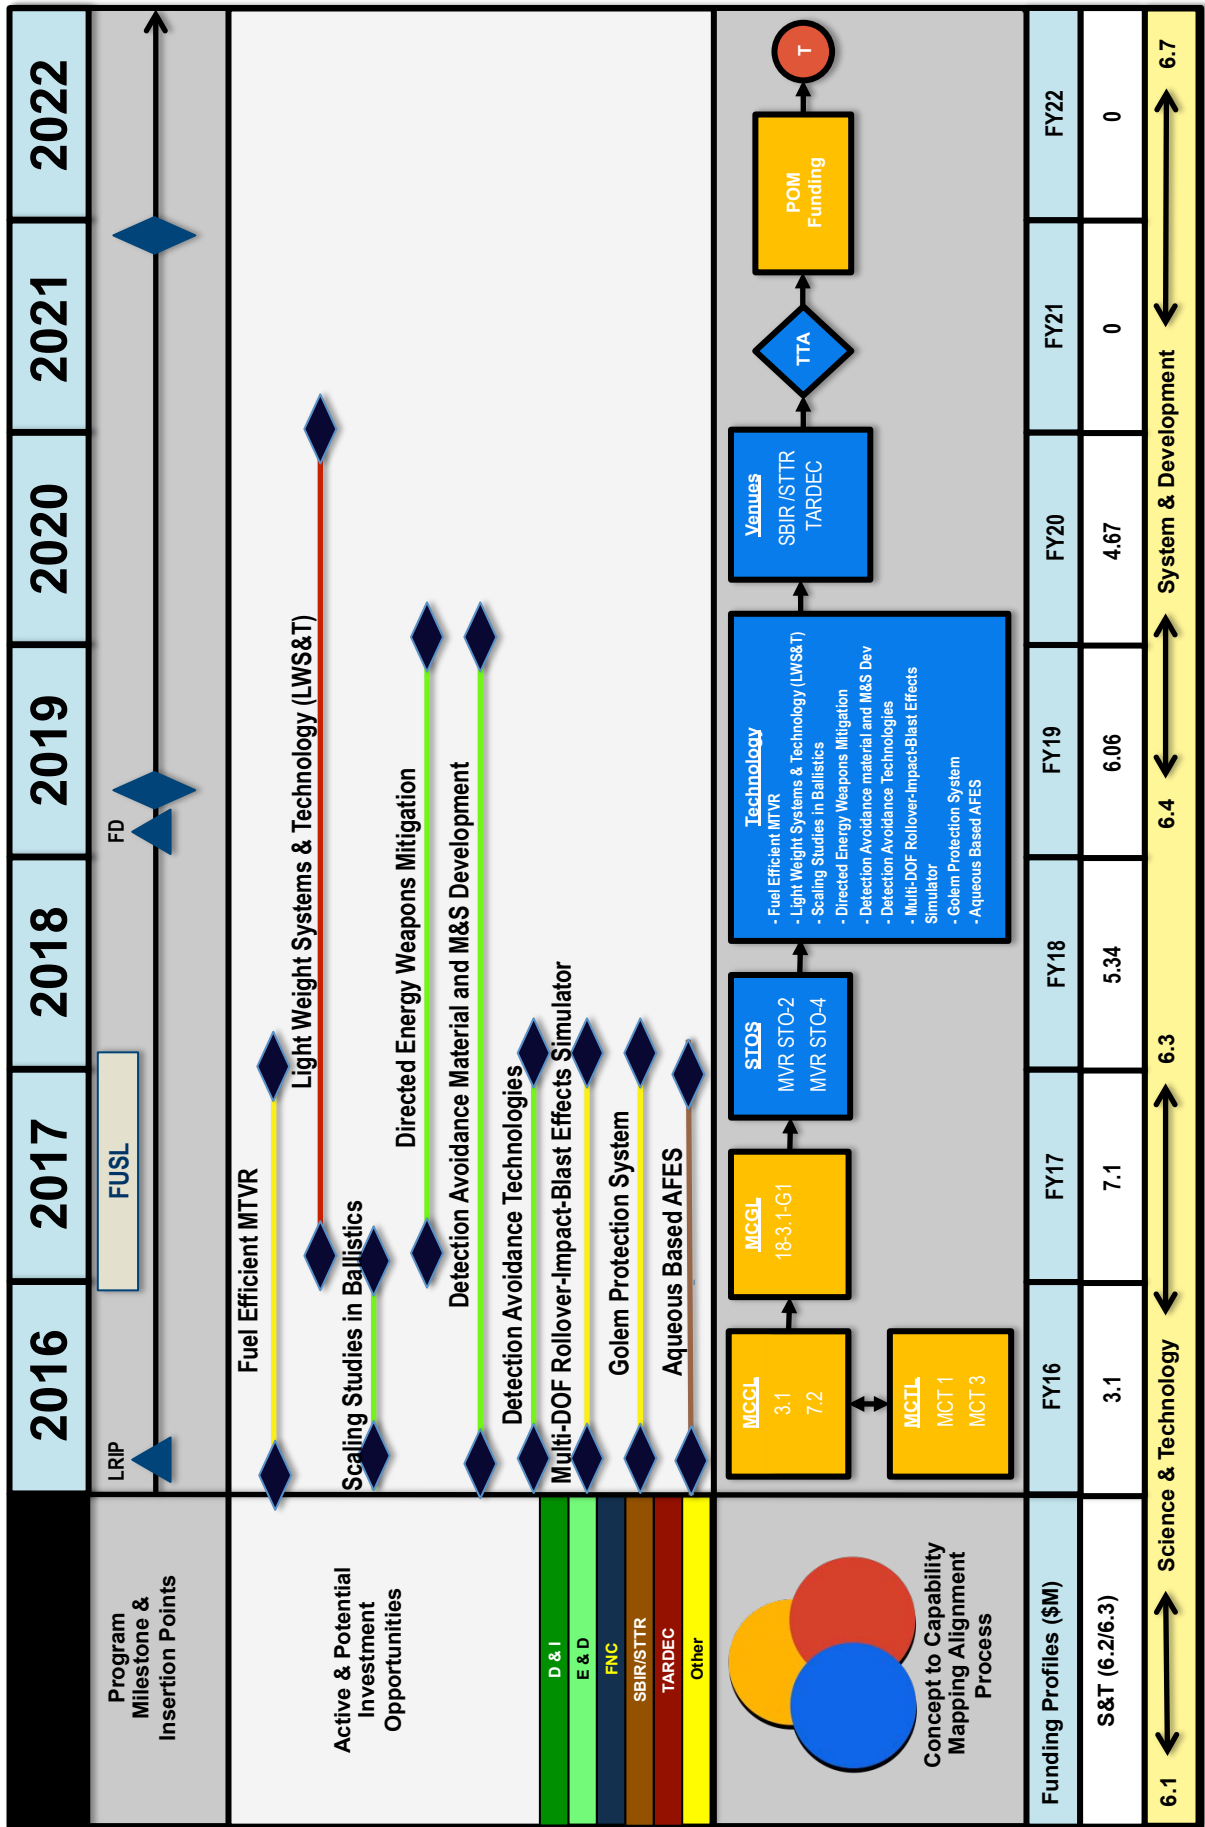 2016
2017
2018
2019
2020
2021
2022
Program
Milestone &
Insertion Points
LRIP
FUSL
FD
Active & Potential
Investment
Opportunities
D & I
E & D
FNC
SBIR/STTR
TARDEC
Other
Fuel Efficient MTVR
Light Weight Systems & Technology (LWS&T)
Scaling Studies in Ballistics
Directed Energy Weapons Mitigation
Detection Avoidance Material and M&S Development
Detection Avoidance Technologies
Multi-DOF Rollover-Impact-Blast Effects Simulator
Golem Protection System
Aqueous Based AFES
Concept to Capability
Mapping Alignment
Process
MCCL
3.1
7.2
MCTL
MCT 1
MCT 3
MCGL
18-3.1-G1
STOS
MVR STO-2
MVR STO-4
Technology
- Fuel Efficient MTVR
- Light Weight Systems & Technology (LWS&T)
- Scaling Studies in Ballistics
- Directed Energy Weapons Mitigation
- Detection Avoidance material and M&S Dev
- Detection Avoidance Technologies
- Multi-DOF Rollover-Impact-Blast Effects
Simulator
- Golem Protection System
- Aqueous Based AFES
Venues
SBIR /STTR
TARDEC
TTA
POM
Funding
T
Funding Profiles ($M)
FY16
FY17
FY18
FY19
FY20
FY21
FY22
S&T (6.2/6.3)
3.1
7.1
5.34
6.06
4.67
0
0
6.1
Science & Technology
6.3
6.4
System & Development
6.7